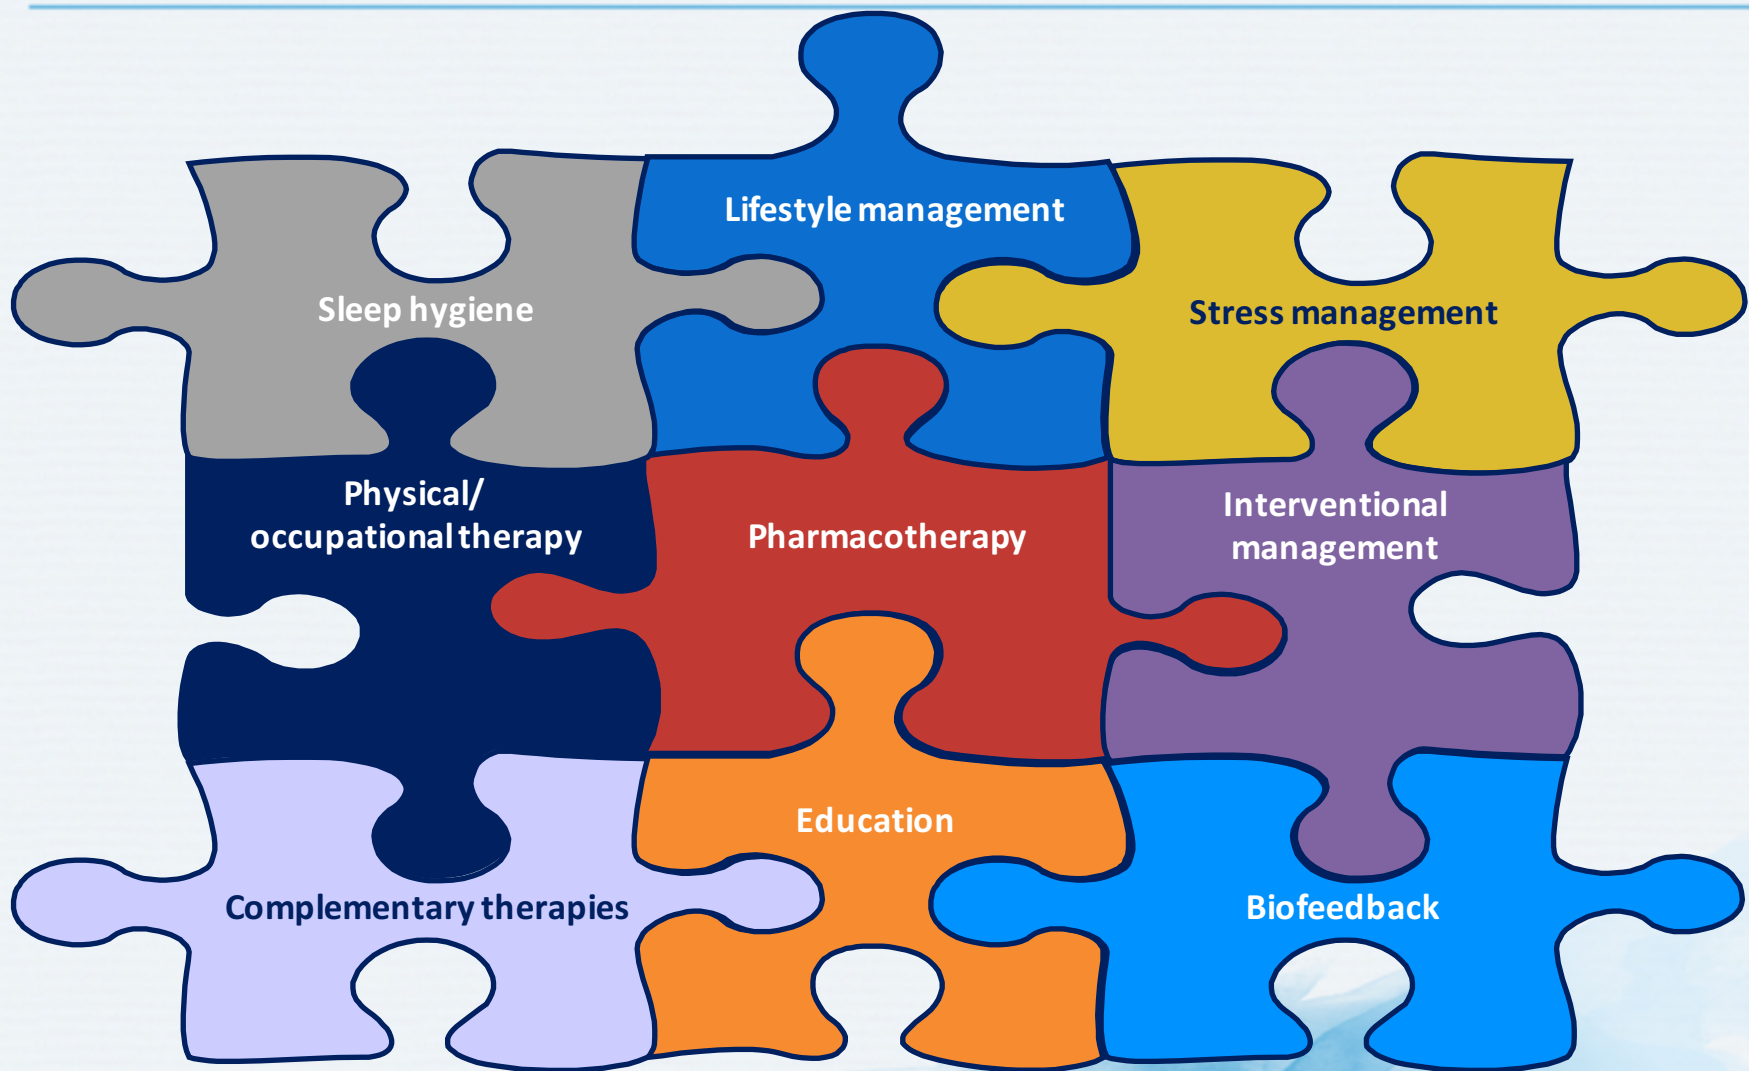 Lifestyle management
Sleep hygiene
Stress management
Physical/
occupational therapy
Pharmacotherapy
Interventional
management
Complementary therapies
Education
Biofeedback